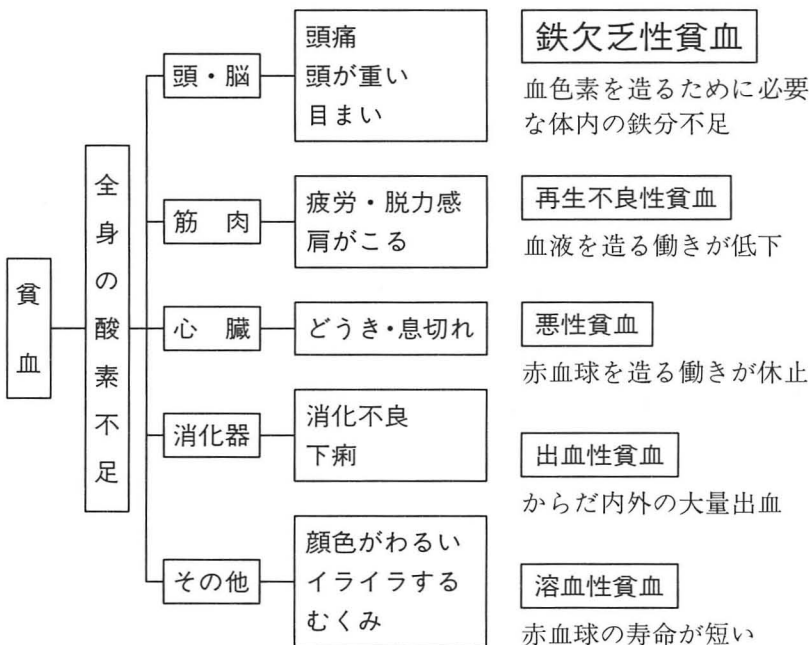 貧血
全身の酸素不足
頭・脳
頭痛
頭が重い
目まい
筋 肉
疲労・脱力感
肩がこる
心 臓
どうき・息切れ
消化器
消化不良
下痢
その他
顔色がわるい
イライラする
むくみ
鉄欠乏性貧血
血色素を造るために必要
な体内の鉄分不足
再生不良性貧血
血液を造る働きが低下
悪性貧血
赤血球を造る働きが休止
出血性貧血
からだ内外の大量出血
溶血性貧血
赤血球の寿命が短い